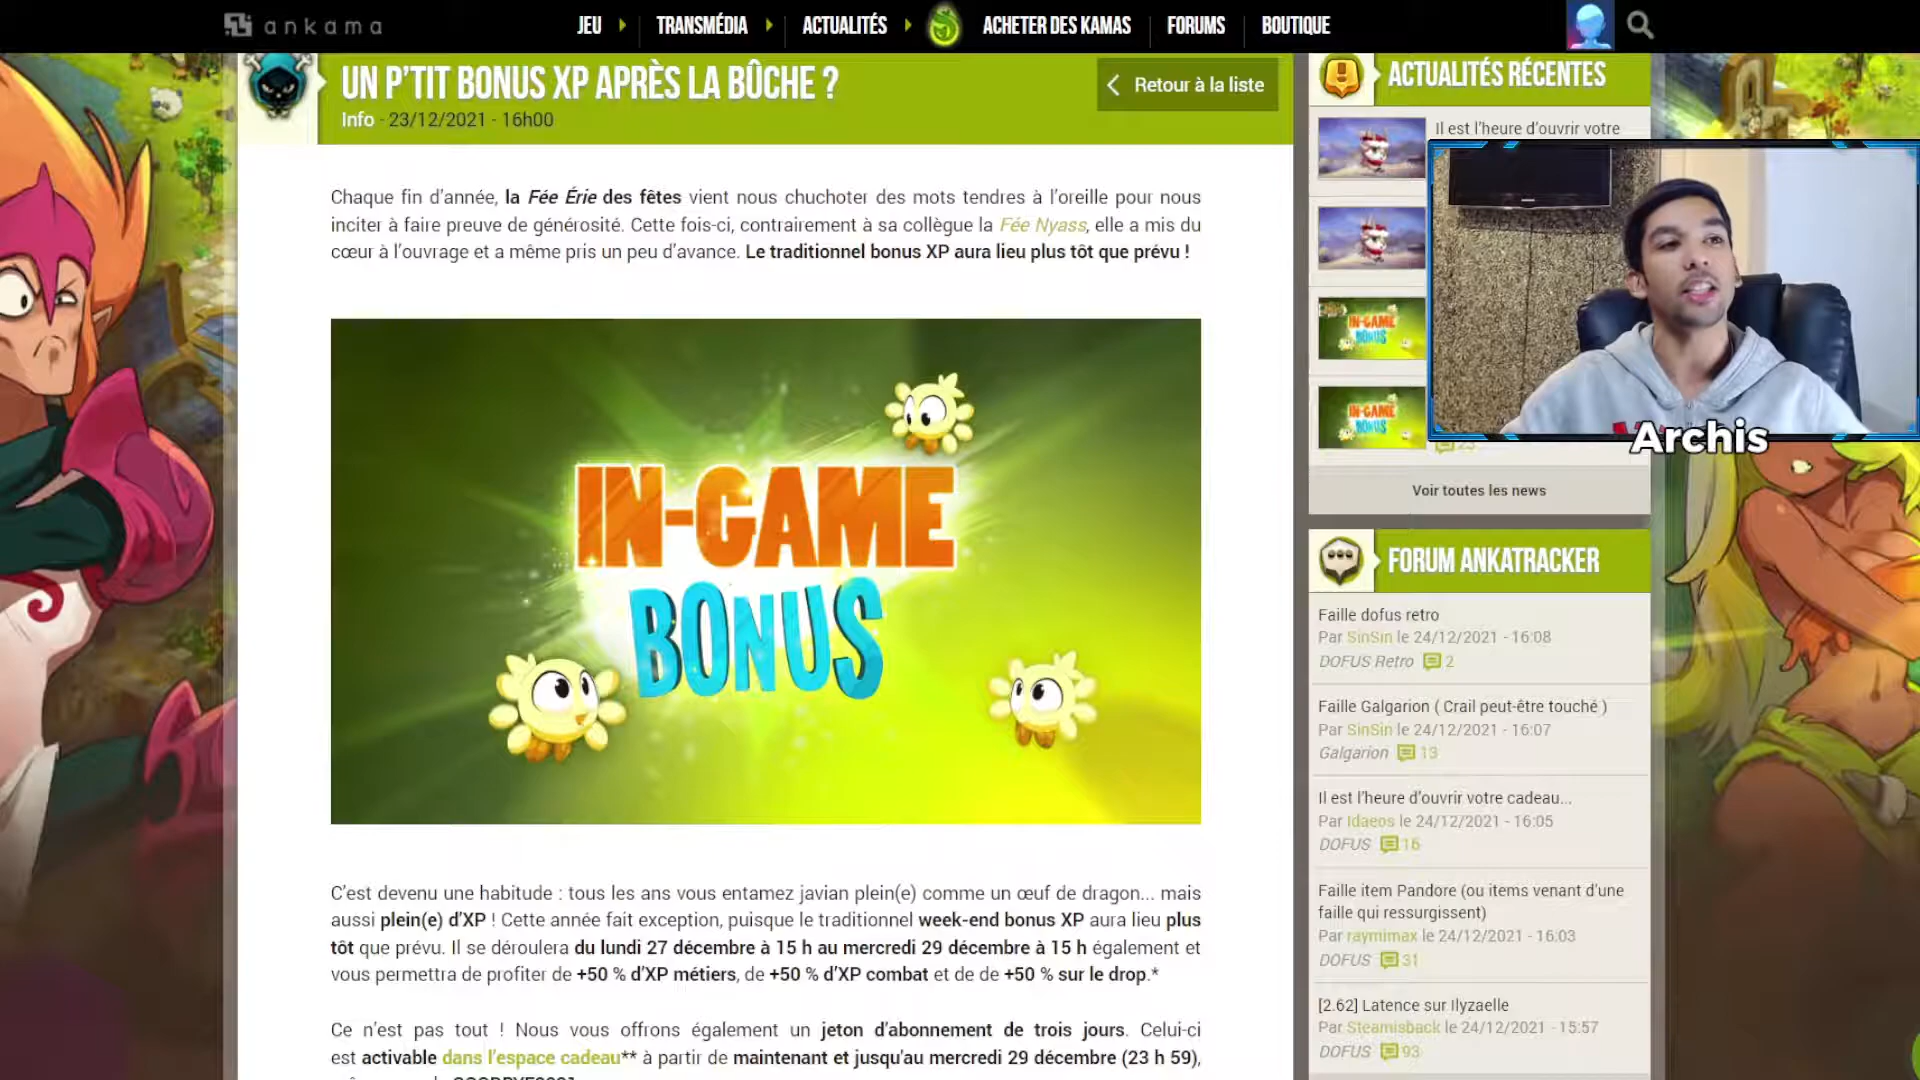 ankama
JEU
TRANSMÉDIA
ACTUALITÉS
ACHETER DES KAMAS
FORUMS
BOUTIQUE
UN P'TIT BONUS XP APRÈS LA BÛCHE ?
Info - 23/12/2021 - 16h00
Retour à la liste
Chaque fin d'année, la Fée Érie des fêtes vient nous chuchoter des mots tendres à l'oreille pour nous
inciter à faire preuve de générosité. Cette fois-ci, contrairement à sa collègue la Fée Nyass, elle a mis du
cœur à l'ouvrage et a même pris un peu d'avance. Le traditionnel bonus XP aura lieu plus tôt que prévu !
IN-GAME
BONUS
C'est devenu une habitude : tous les ans vous entamez javian plein(e) comme un œuf de dragon... mais
aussi plein(e) d'XP ! Cette année fait exception, puisque le traditionnel week-end bonus XP aura lieu plus
tôt que prévu. Il se déroulera du lundi 27 décembre à 15 h au mercredi 29 décembre à 15 h également et
vous permettra de profiter de +50 % d'XP métiers, de +50 % d'XP combat et de de +50 % sur le drop.*
Ce n'est pas tout ! Nous vous offrons également un jeton d'abonnement de trois jours. Celui-ci
est activable dans l'espace cadeau** à partir de maintenant et jusqu'au mercredi 29 décembre (23 h 59),
ACTUALITÉS RÉCENTES
Il est l'heure d'ouvrir votre
IN-GAME
BONUS
IN-GAME
BONUS
Archis
Voir toutes les news
FORUM ANKATRACKER
Faille dofus retro
Par SinSin le 24/12/2021 - 16:08
DOFUS Retro 2
Faille Galgarion ( Crail peut-être touché )
Par SinSin le 24/12/2021 - 16:07
Galgarion 13
Il est l'heure d'ouvrir votre cadeau...
Par Idaeos le 24/12/2021 - 16:05
DOFUS 16
Faille item Pandore (ou items venant d'une
faille qui ressurgissent)
Par raymimax le 24/12/2021 - 16:03
DOFUS 31
[2.62] Latence sur Ilyzaelle
Par Steamisback le 24/12/2021 - 15:57
DOFUS 93